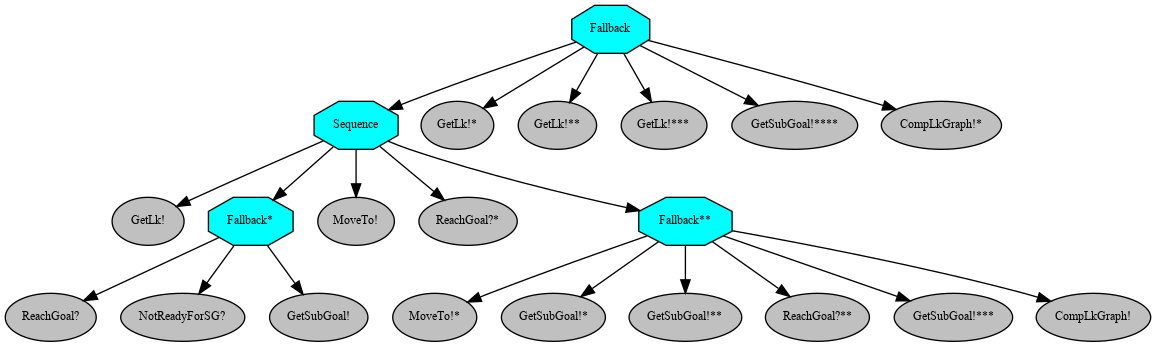 Fallback
Sequence
GetLk!*
GetLk!**
GetLk!***
GetSubGoal!****
CompLkGraph!*
GetLk!
Fallback*
MoveTo!
ReachGoal?*
Fallback**
ReachGoal?
NotReadyForSG?
GetSubGoal!
MoveTo!*
GetSubGoal!*
GetSubGoal!**
ReachGoal?**
GetSubGoal!***
CompLkGraph!